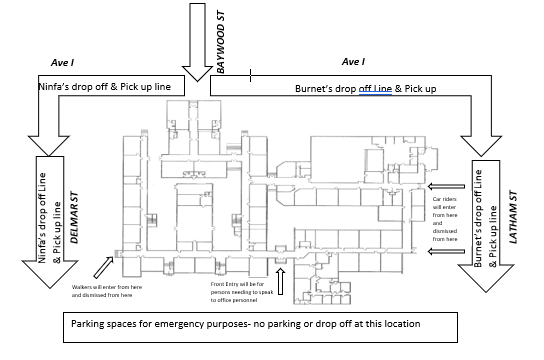 BAYWOOD ST
Ave I
Ave I
Ninfa's drop off & Pick up line
Burnet's drop off Line & Pick up
Ninfa's drop off Line
& Pick up line
DELMAR ST
Burnet's drop off Line
& Pick up line
LATHAM ST
Car riders
will enter
from here
and
dismissed
from here
Walkers will enter from here
and dismissed from here
Front Entry will be for
persons needing to speak
to office personnel
Parking spaces for emergency purposes- no parking or drop off at this location